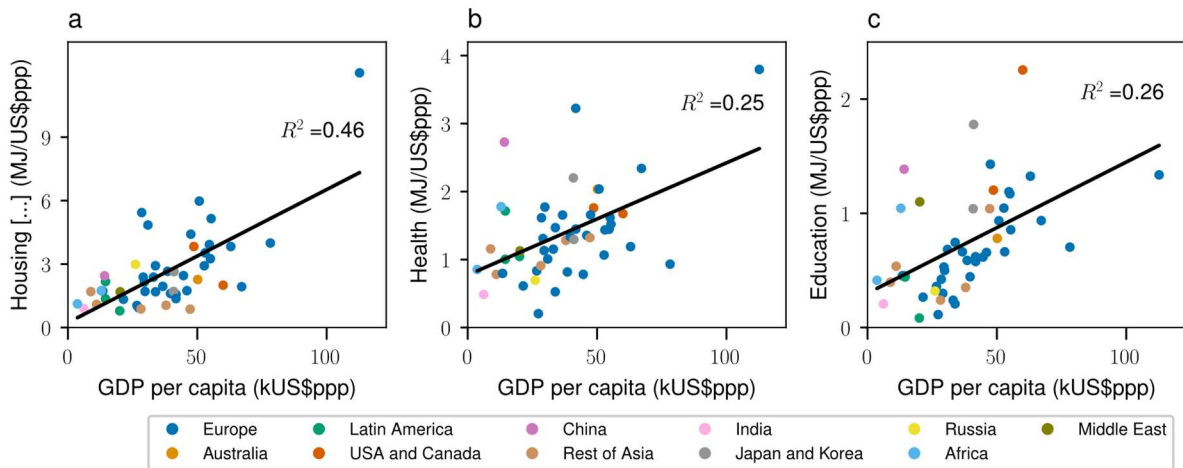 a
Housing [...] (MJ/US$ppp)
9
6
3
0
R² =0.46
0 50 100
GDP per capita (kUS$ppp)
b
Health (MJ/US$ppp)
4
3
2
1
0
R² =0.25
0 50 100
GDP per capita (kUS$ppp)
c
Education (MJ/US$ppp)
2
1
0
R² =0.26
0 50 100
GDP per capita (kUS$ppp)
Europe Latin America China India Russia Middle East
Australia USA and Canada Rest of Asia Japan and Korea Africa